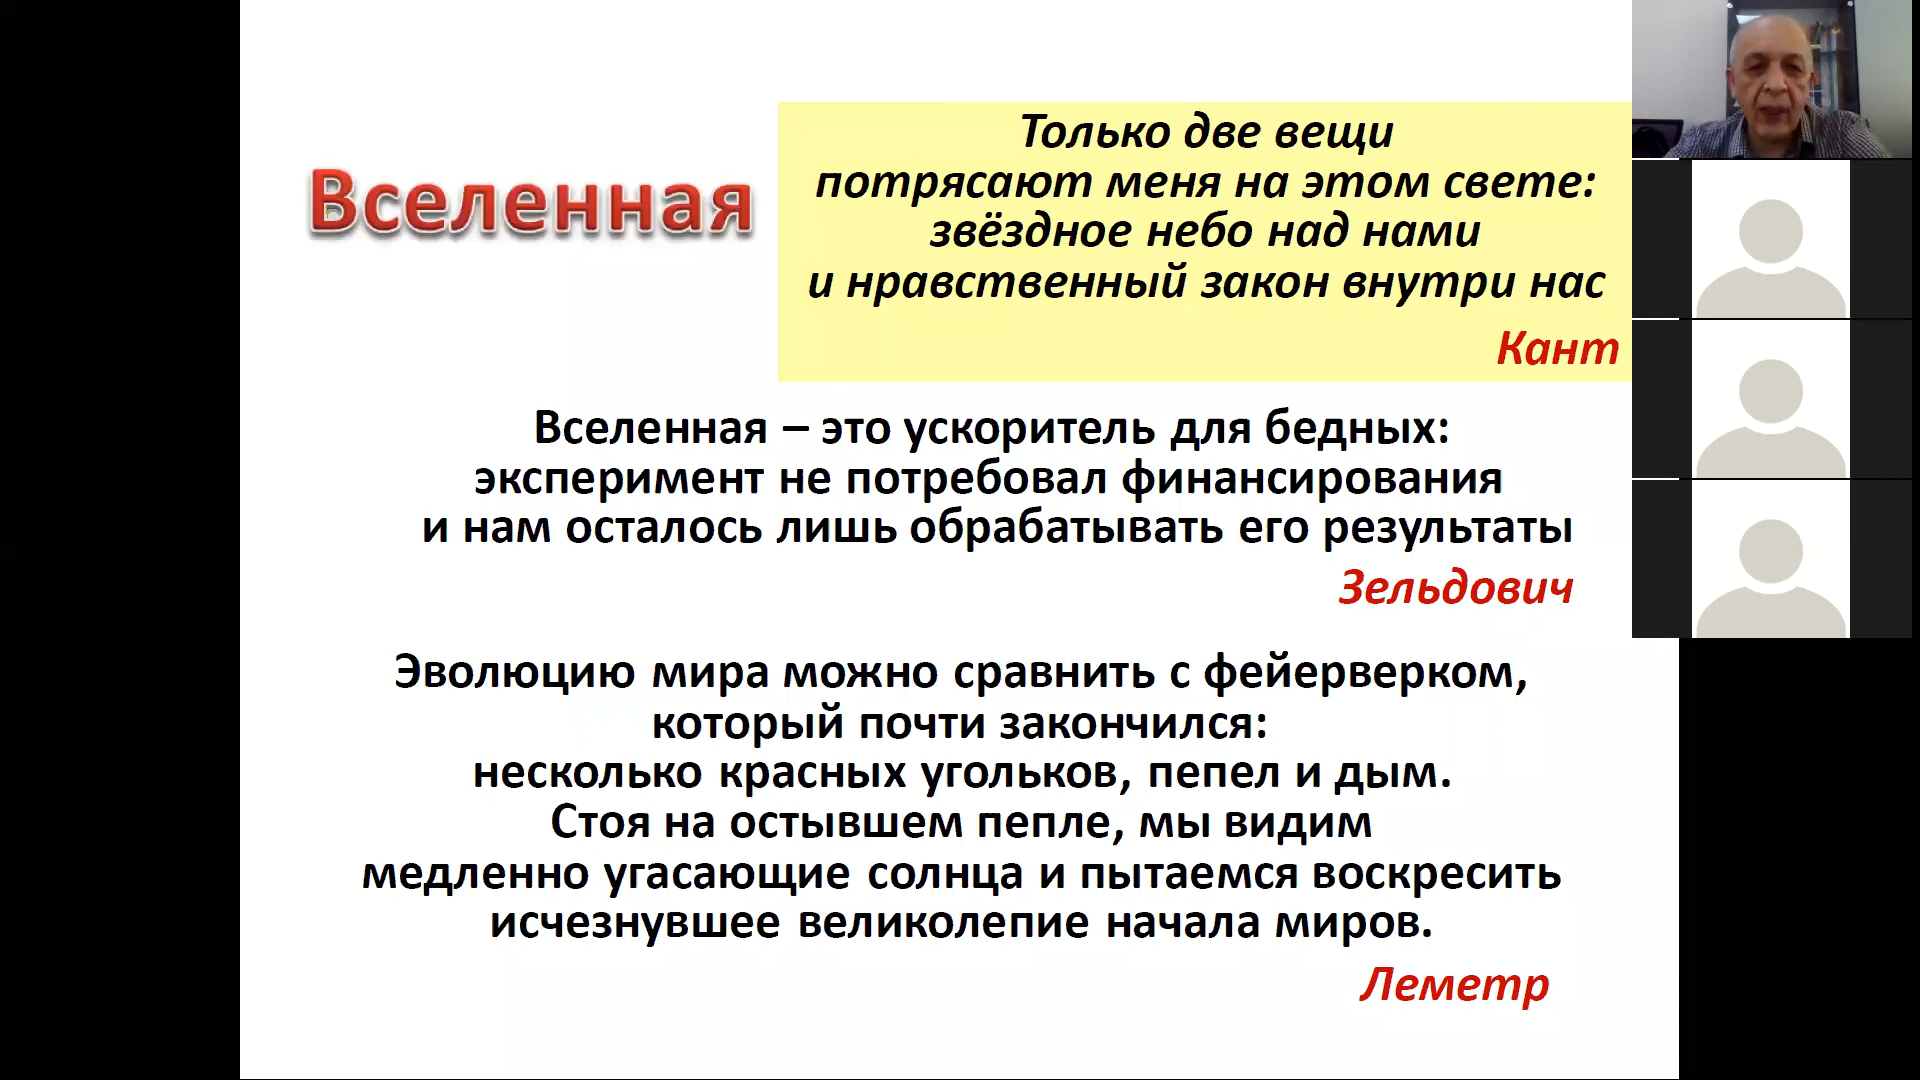 Вселенная
Только две вещи
потрясают меня на этом свете:
звёздное небо над нами
и нравственный закон внутри нас
Кант
Вселенная – это ускоритель для бедных:
эксперимент не потребовал финансирования
и нам осталось лишь обрабатывать его результаты
Зельдович
Эволюцию мира можно сравнить с фейерверком,
который почти закончился:
несколько красных угольков, пепел и дым.
Стоя на остывшем пепле, мы видим
медленно угасающие солнца и пытаемся воскресить
исчезнувшее великолепие начала миров.
Леметр